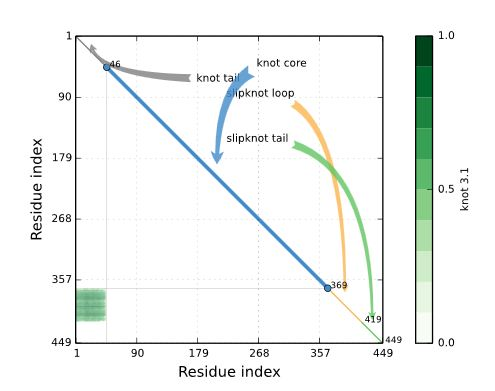 1
90
179
268
357
449
Residue index
46
knot tail
knot core
slipknot loop
slipknot tail
369
419
449
1
90
179
268
357
449
Residue index
1.0
0.5
0.0
knot 3.1